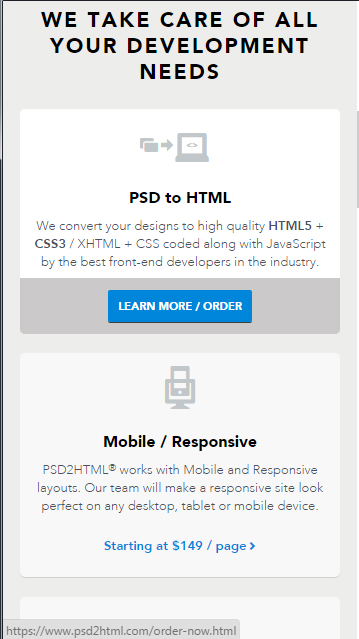 WE TAKE CARE OF ALL
YOUR DEVELOPMENT
NEEDS
<>
PSD to HTML
We convert your designs to high quality HTML5 +
CSS3 / XHTML + CSS coded along with JavaScript
by the best front-end developers in the industry.
LEARN MORE / ORDER
Mobile / Responsive
PSD2HTML® works with Mobile and Responsive
layouts. Our team will make a responsive site look
perfect on any desktop, tablet or mobile device.
Starting at $149 / page >
https://www.psd2html.com/order-now.html